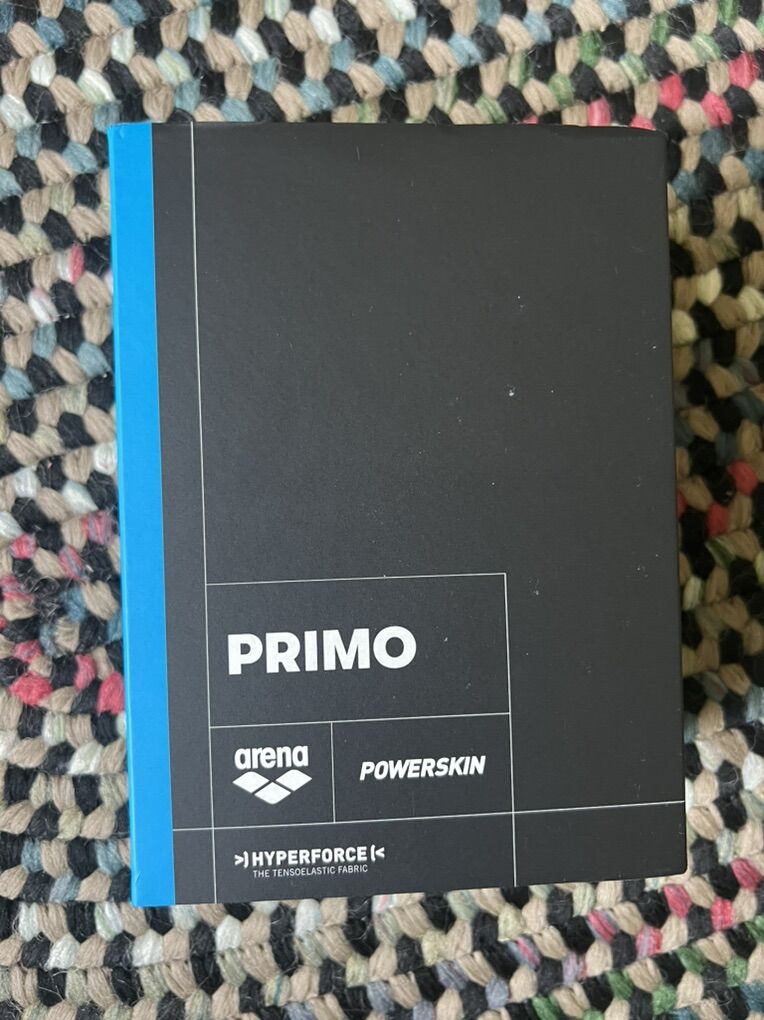 PRIMO
arena
POWERSKIN
>) HYPERFORCE (<
THE TENSOELASTIC FABRIC